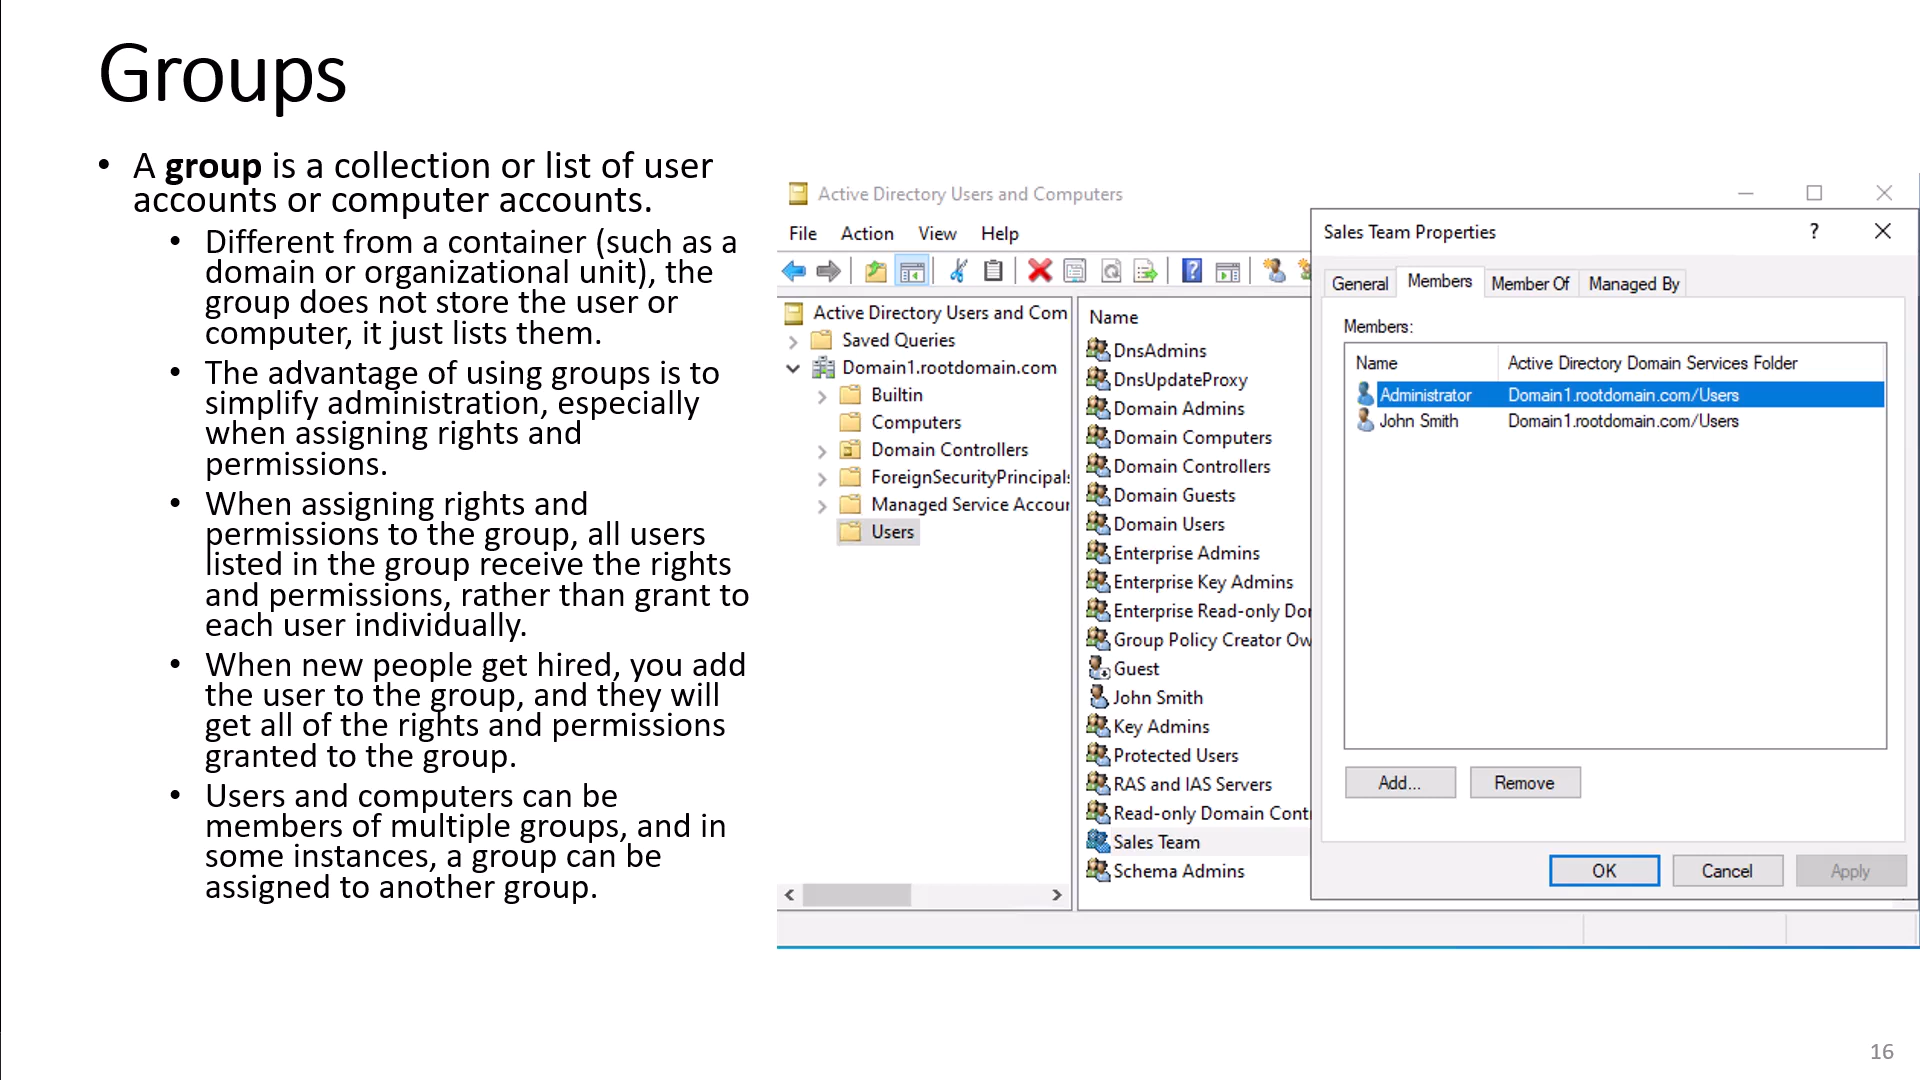 Groups
• A group is a collection or list of user
accounts or computer accounts.
• Different from a container (such as a
domain or organizational unit), the
group does not store the user or
computer, it just lists them.
• The advantage of using groups is to
simplify administration, especially
when assigning rights and
permissions.
• When assigning rights and
permissions to the group, all users
listed in the group receive the rights
and permissions, rather than grant to
each user individually.
• When new people get hired, you add
the user to the group, and they will
get all of the rights and permissions
granted to the group.
• Users and computers can be
members of multiple groups, and in
some instances, a group can be
assigned to another group.
Active Directory Users and Computers
File Action View Help
Active Directory Users and Com
Saved Queries
Domain1.rootdomain.com
Builtin
Computers
Domain Controllers
ForeignSecurityPrincipals
Managed Service Accour
Users
Name
DnsAdmins
DnsUpdateProxy
Domain Admins
Domain Computers
Domain Controllers
Domain Guests
Domain Users
Enterprise Admins
Enterprise Key Admins
Enterprise Read-only Dor
Group Policy Creator Ow
Guest
John Smith
Key Admins
Protected Users
RAS and IAS Servers
Read-only Domain Cont
Sales Team
Schema Admins
Sales Team Properties ?
General Members Member Of Managed By
Members:
Name Active Directory Domain Services Folder
Administrator Domain1.rootdomain.com/Users
John Smith Domain1.rootdomain.com/Users
Add... Remove
OK Cancel Apply
16